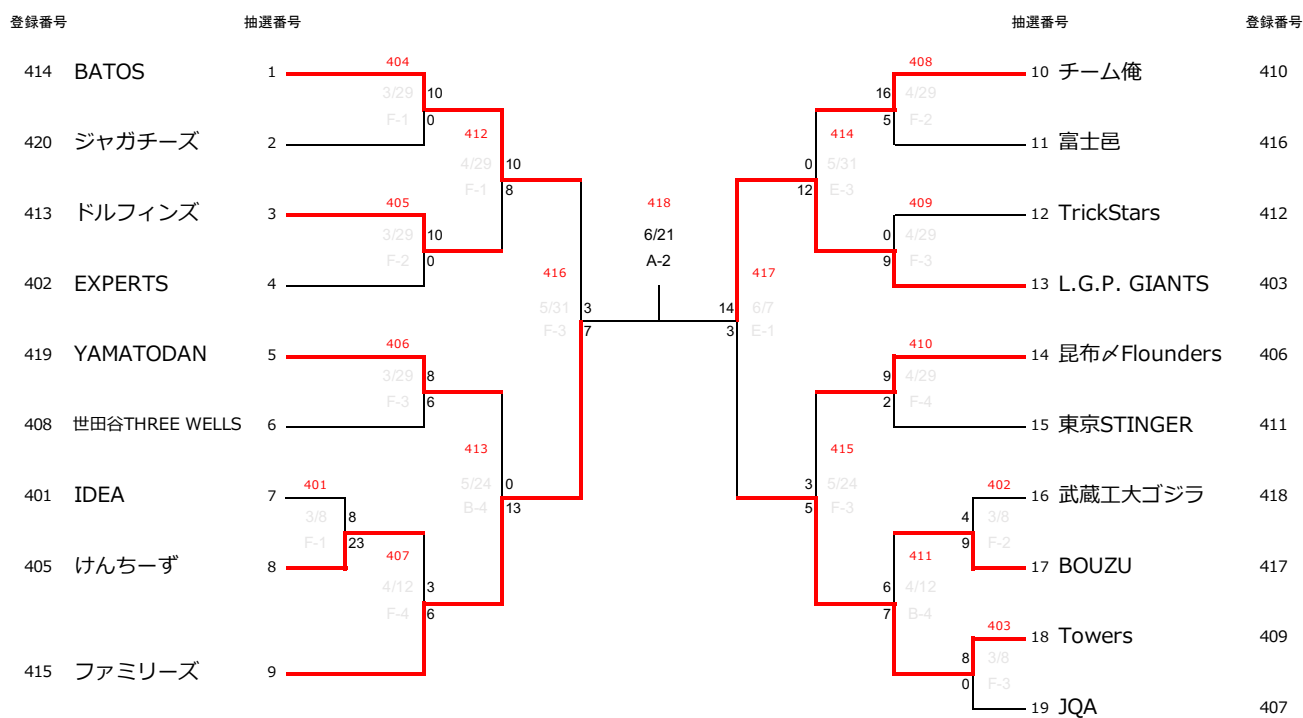 登録番号 抽選番号 抽選番号 登録番号
414 BATOS 1 404 408 10 チーム俺 410
3/29 10 16 4/29
F-1 0 5 F-2
420 ジャガチーズ 2 412 414 11 富士邑 416
4/29 10 0 5/31
F-1 8 12 E-3
413 ドルフィンズ 3 405 418 409 12 TrickStars 412
3/29 10 6/21 0 4/29
F-2 0 A-2 9 F-3
402 EXPERTS 4 416 417 13 L.G.P. GIANTS 403
5/31 3 14 6/7
F-3 7 3 E-1
419 YAMATODAN 5 406 410 14 昆布〆Flounders 406
3/29 8 9 4/29
F-3 6 2 F-4
408 世田谷THREE WELLS 6 15 東京STINGER 411
413 415
5/24 0 3 5/24
B-4 13 5 F-3
401 IDEA 7 401 402 16 武蔵工大ゴジラ 418
3/8 8 4 3/8
F-1 23 9 F-2
405 けんちーず 8 407 411 17 BOUZU 417
4/12 3 6 4/12
F-4 6 7 B-4
403 18 Towers 409
8 3/8
415 ファミリーズ 9 0 F-3
19 JQA 407